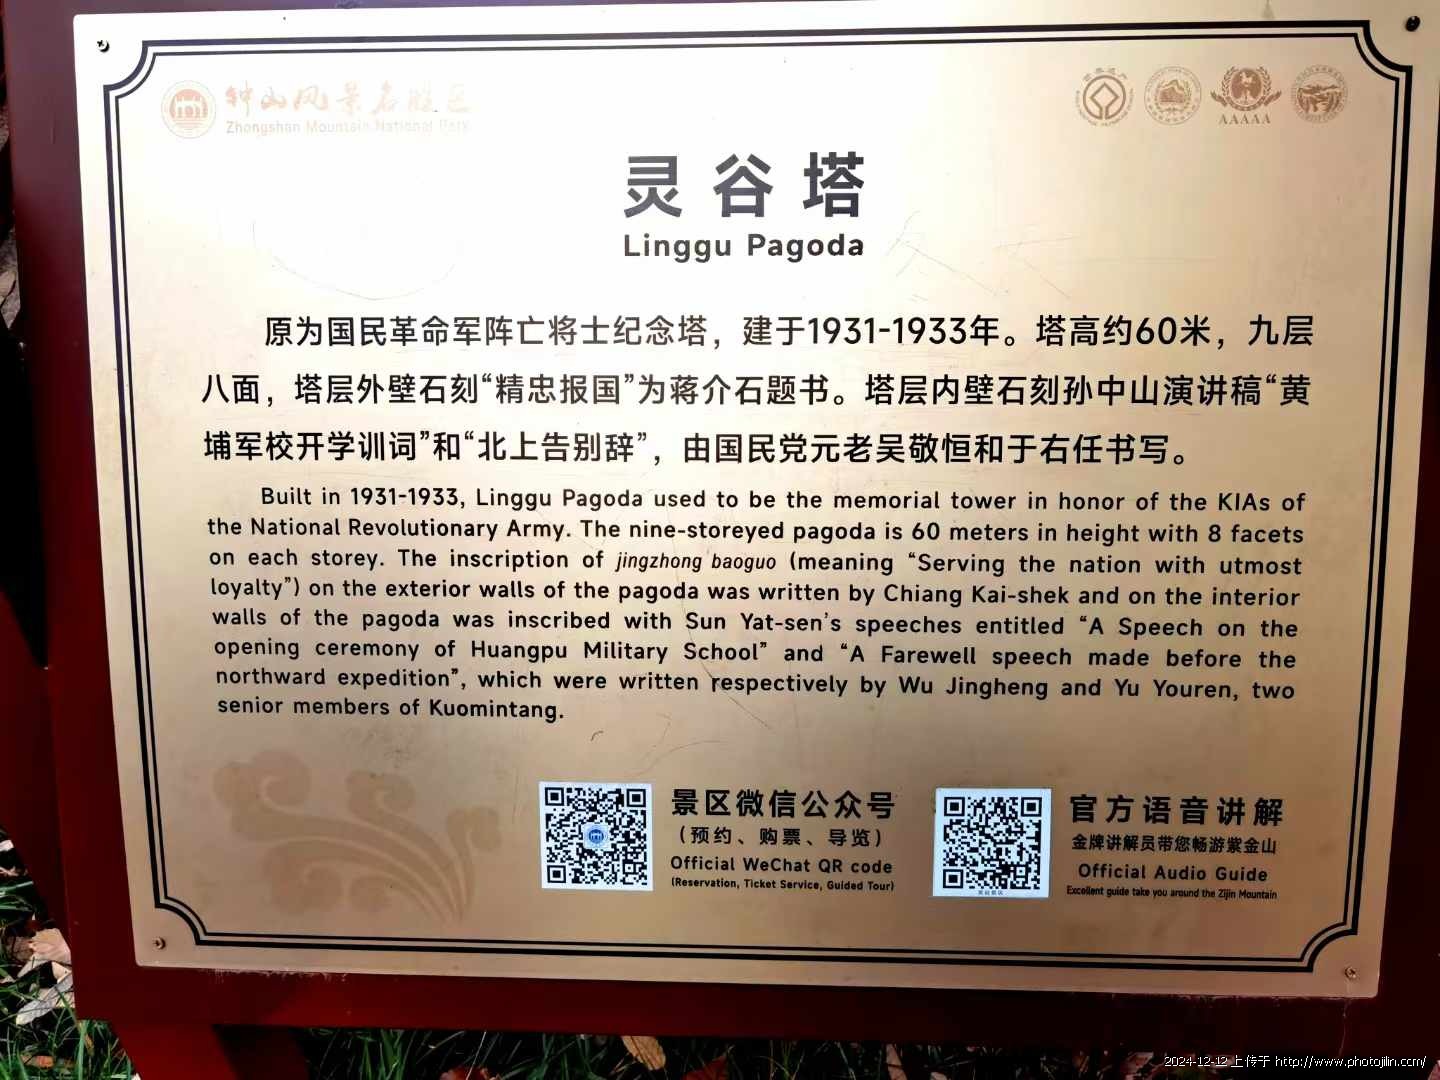 钟山风景名胜区
Zhongshan Mountain National Park
AAAAA
灵谷塔
Linggu Pagoda
原为国民革命军阵亡将士纪念塔，建于1931-1933年。塔高约60米，九层
八面，塔层外壁石刻“精忠报国”为蒋介石题书。塔层内壁石刻孙中山演讲稿“黄
埔军校开学训词”和“北上告别辞”，由国民党元老吴敬恒和于右任书写。
Built in 1931-1933, Linggu Pagoda used to be the memorial tower in honor of the KIAs of
the National Revolutionary Army. The nine-storeyed pagoda is 60 meters in height with 8 facets
on each storey. The inscription of jingzhong baoguo (meaning “Serving the nation with utmost
loyalty”) on the exterior walls of the pagoda was written by Chiang Kai-shek and on the interior
walls of the pagoda was inscribed with Sun Yat-sen’s speeches entitled “A Speech on the
opening ceremony of Huangpu Military School” and “A Farewell speech made before the
northward expedition”, which were written respectively by Wu Jingheng and Yu Youren, two
senior members of Kuomintang.
景区微信公众号
（预约、购票、导览）
Official WeChat QR code
(Reservation, Ticket Service, Guided Tour)
官方语音讲解
金牌讲解员带您畅游紫金山
Official Audio Guide
Excellent guide take you around the Zijin Mountain
2024-12-12 上传于 http://www.photojilin.com/